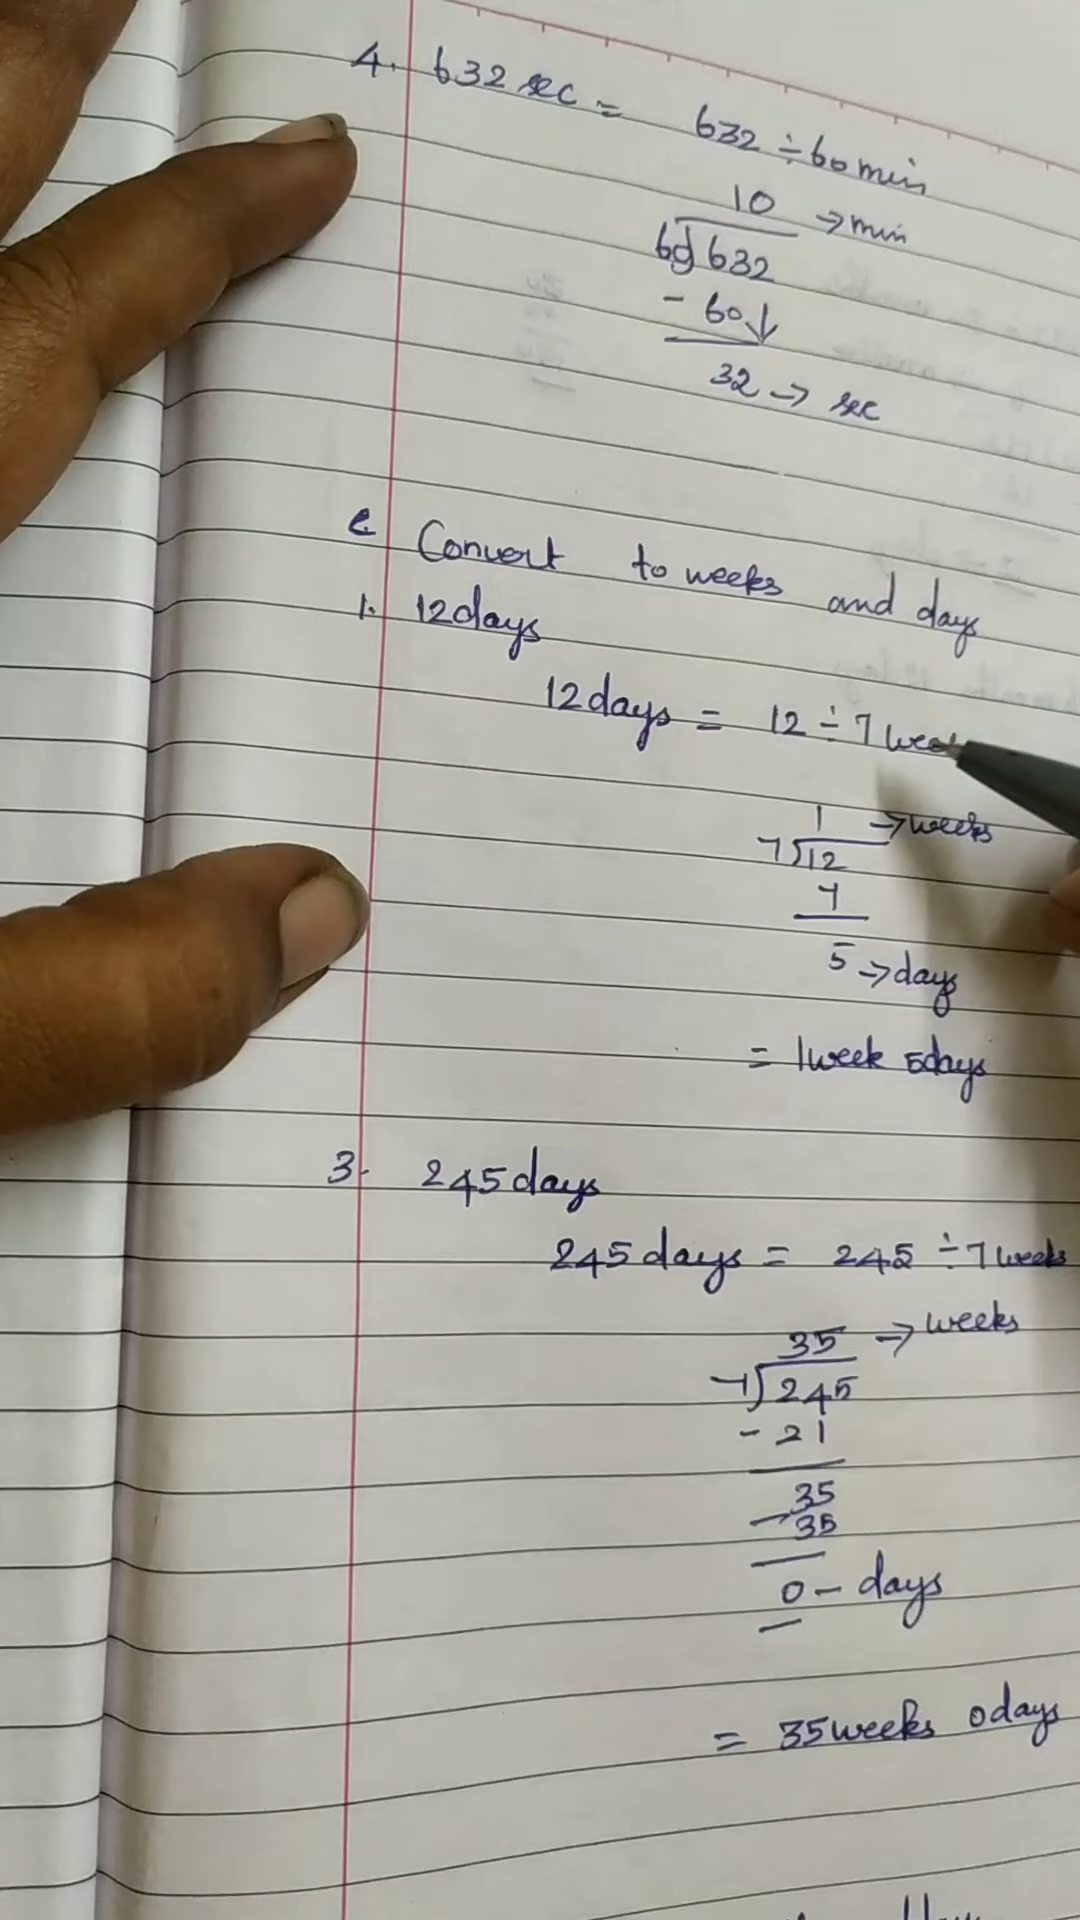 4. 632 sec = 632 ÷ 60 min
10 → min
60 632
- 60 ↓
32 → sec
e. Convert to weeks and days
1. 12 days
12 days = 12 ÷ 7
1 → weeks
7 12
7
5 → days
= 1 week 5 days
3. 245 days
245 days = 245 ÷ 7 weeks
35 → weeks
7 245
- 21
35
- 35
0 - days
= 35 weeks 0 days